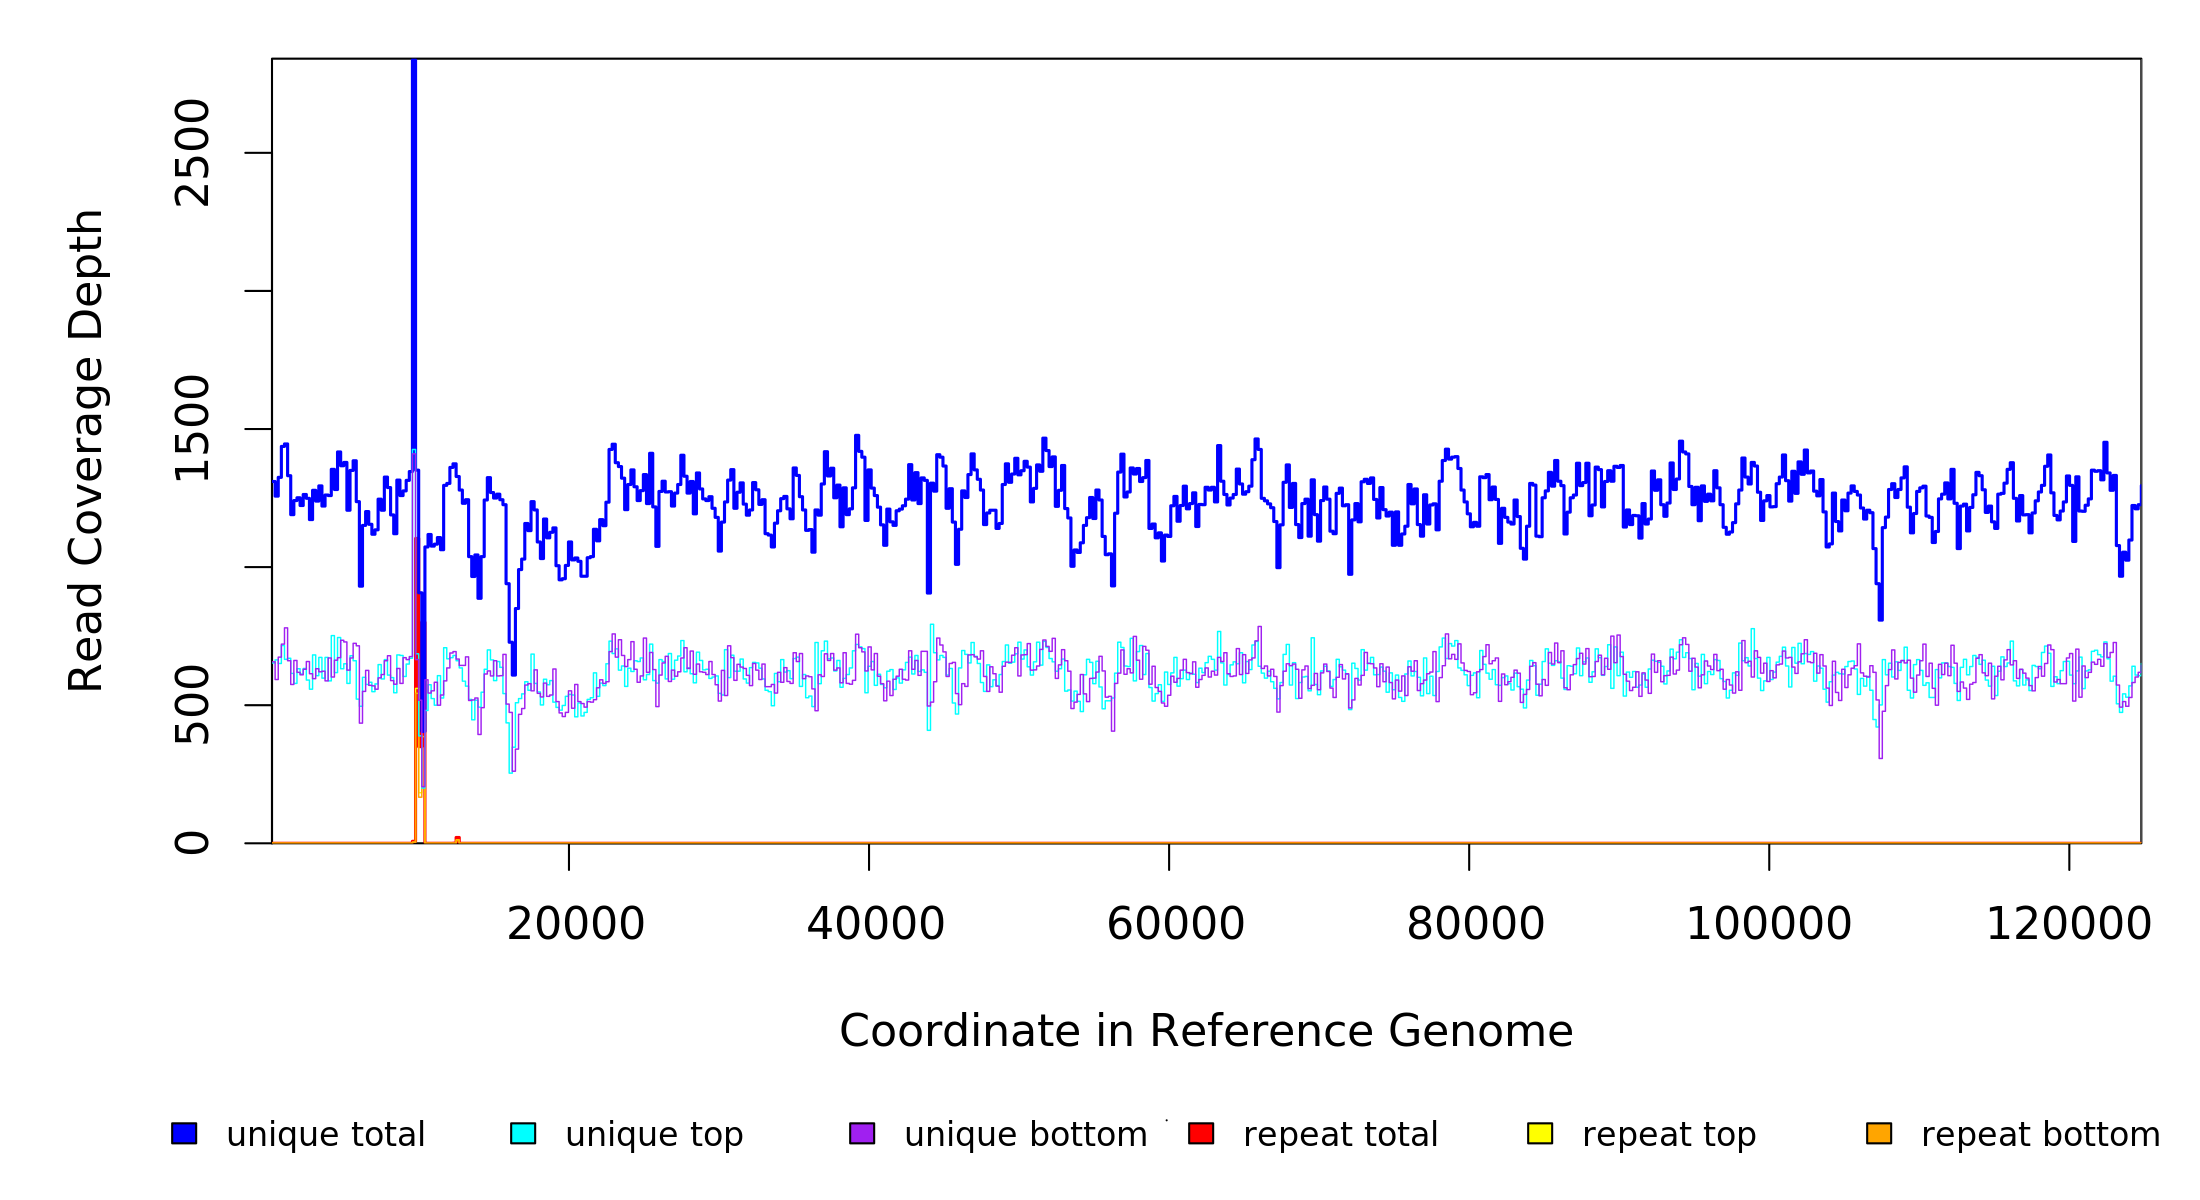 Read Coverage Depth
2500
1500
500
0
20000 40000 60000 80000 100000 120000
Coordinate in Reference Genome
unique total unique top unique bottom repeat total repeat top repeat bottom